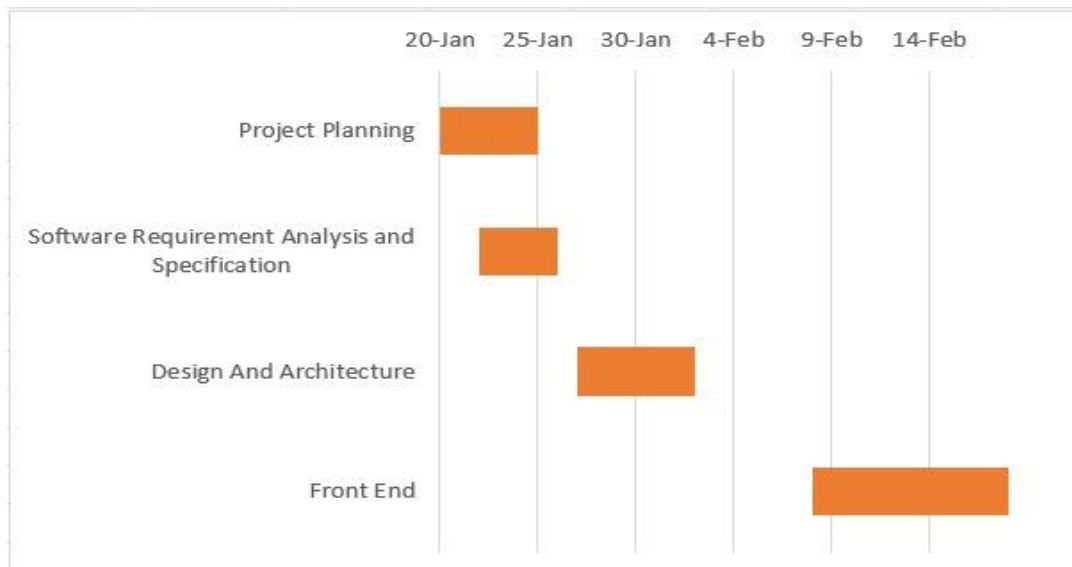 20-Jan 25-Jan 30-Jan 4-Feb 9-Feb 14-Feb
Project Planning
Software Requirement Analysis and
Specification
Design And Architecture
Front End